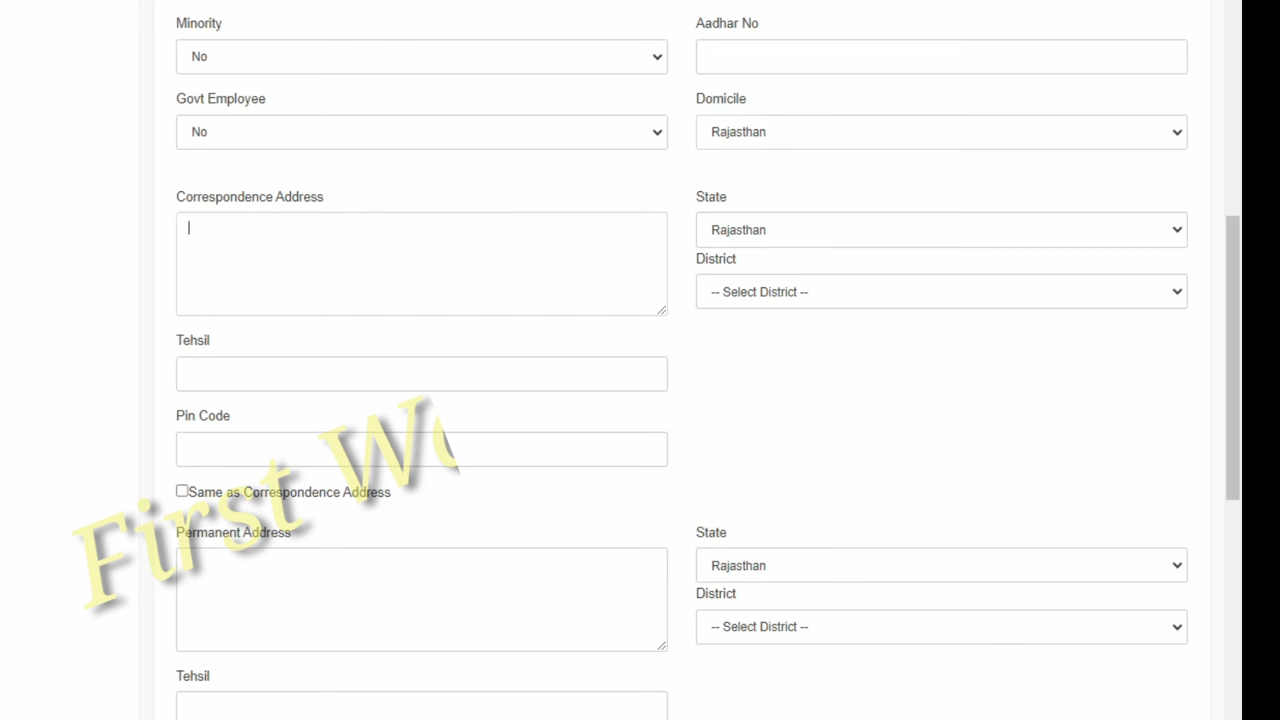 Minority
Aadhar No
No
Govt Employee
Domicile
No
Rajasthan
Correspondence Address
State
Rajasthan
District
-- Select District --
Tehsil
Pin Code
Same as Correspondence Address
Permanent Address
State
Rajasthan
District
-- Select District --
Tehsil
First